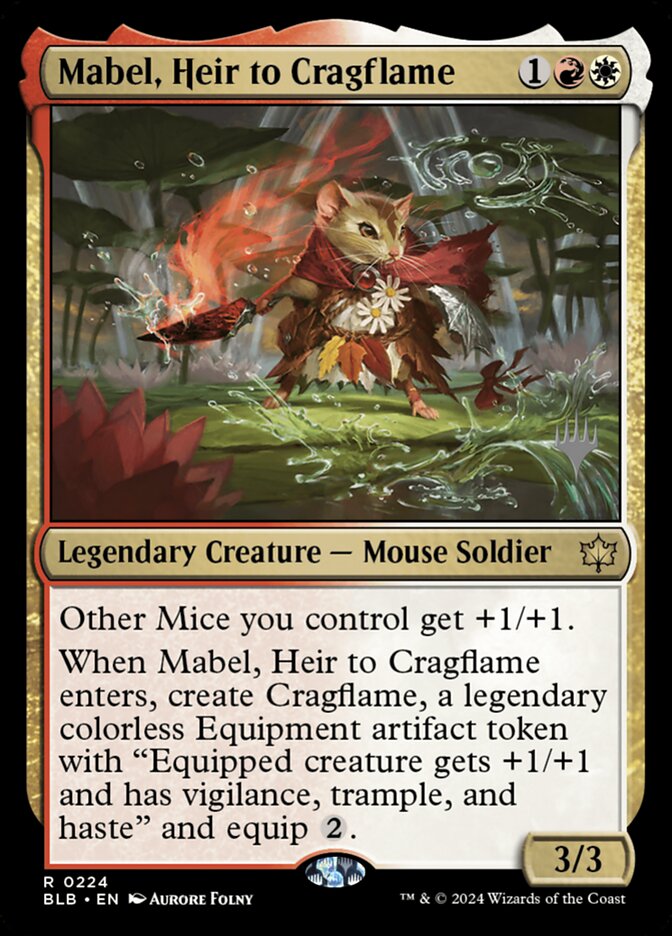 Mabel, Heir to Cragflame 1
Legendary Creature — Mouse Soldier
Other Mice you control get +1/+1.
When Mabel, Heir to Cragflame
enters, create Cragflame, a legendary
colorless Equipment artifact token
with “Equipped creature gets +1/+1
and has vigilance, trample, and
haste” and equip 2.
3/3
R 0224
BLB • EN Aurore Folny
™ & © 2024 Wizards of the Coast